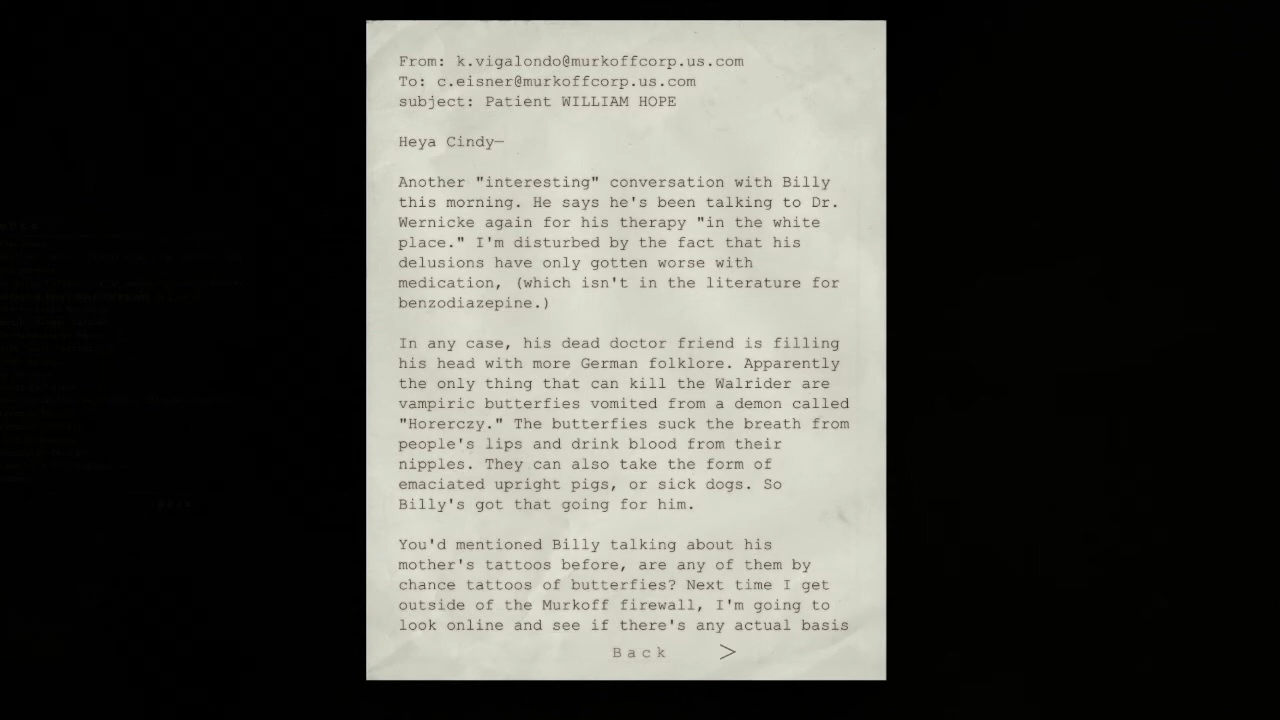 From: k.vigalondo@murkoffcorp.us.com
To: c.eisner@murkoffcorp.us.com
subject: Patient WILLIAM HOPE
Heya Cindy—
Another "interesting" conversation with Billy
this morning. He says he's been talking to Dr.
Wernicke again for his therapy "in the white
place." I'm disturbed by the fact that his
delusions have only gotten worse with
medication, (which isn't in the literature for
benzodiazepine.)
In any case, his dead doctor friend is filling
his head with more German folklore. Apparently
the only thing that can kill the Walrider are
vampiric butterfies vomited from a demon called
"Horerczy." The butterfies suck the breath from
people's lips and drink blood from their
nipples. They can also take the form of
emaciated upright pigs, or sick dogs. So
Billy's got that going for him.
You'd mentioned Billy talking about his
mother's tattoos before, are any of them by
chance tattoos of butterfies? Next time I get
outside of the Murkoff firewall, I'm going to
look online and see if there's any actual basis
Back >